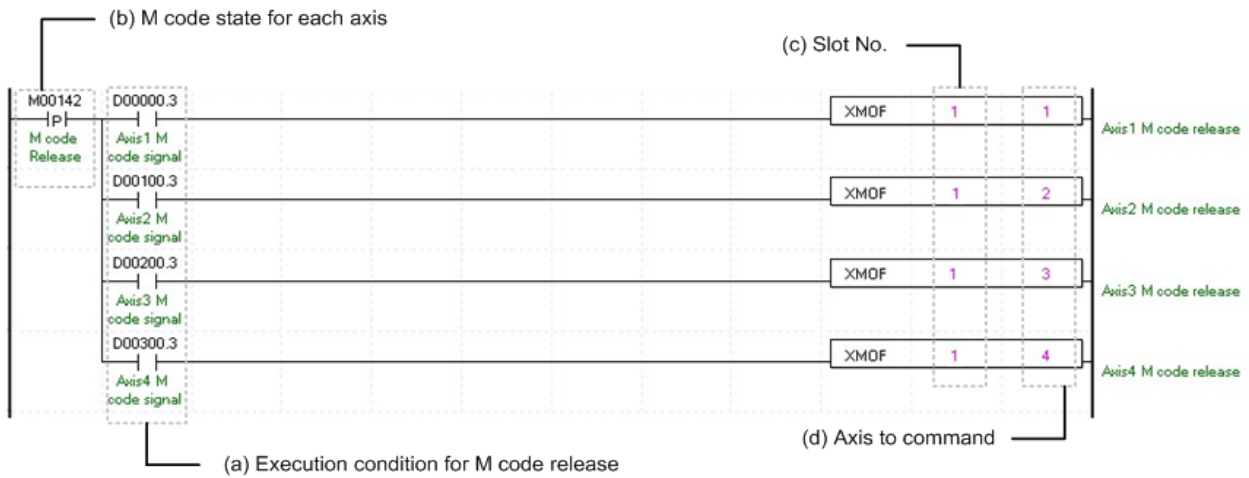 (b) M code state for each axis
(c) Slot No.
M00142
D00000.3
P
XMOF 1 1
M code
Release
Axis1 M
code signal
Axis1 M code release
D00100.3
XMOF 1 2
Axis2 M
code signal
Axis2 M code release
D00200.3
XMOF 1 3
Axis3 M
code signal
Axis3 M code release
D00300.3
XMOF 1 4
Axis4 M
code signal
Axis4 M code release
(d) Axis to command
(a) Execution condition for M code release